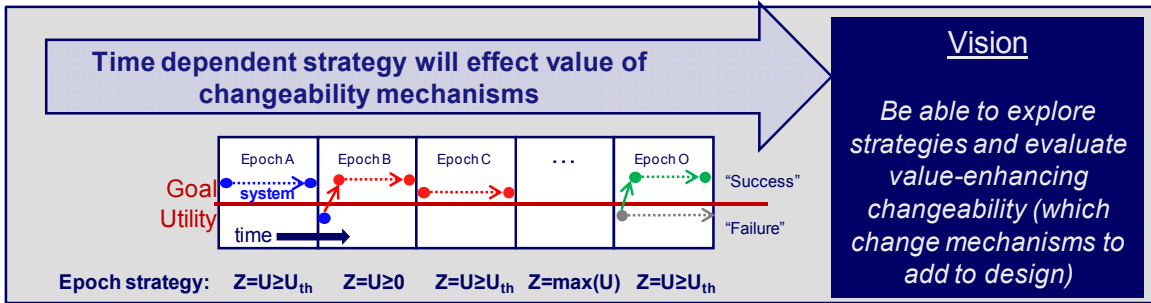 Time dependent strategy will effect value of
changeability mechanisms
Vision
Be able to explore
strategies and evaluate
value-enhancing
changeability (which
change mechanisms to
add to design)
Epoch A
Epoch B
Epoch C
...
Epoch O
Goal
Utility
system
time
"Success"
"Failure"
Epoch strategy: Z=U≥Uth Z=U≥0 Z=U≥Uth Z=max(U) Z=U≥Uth